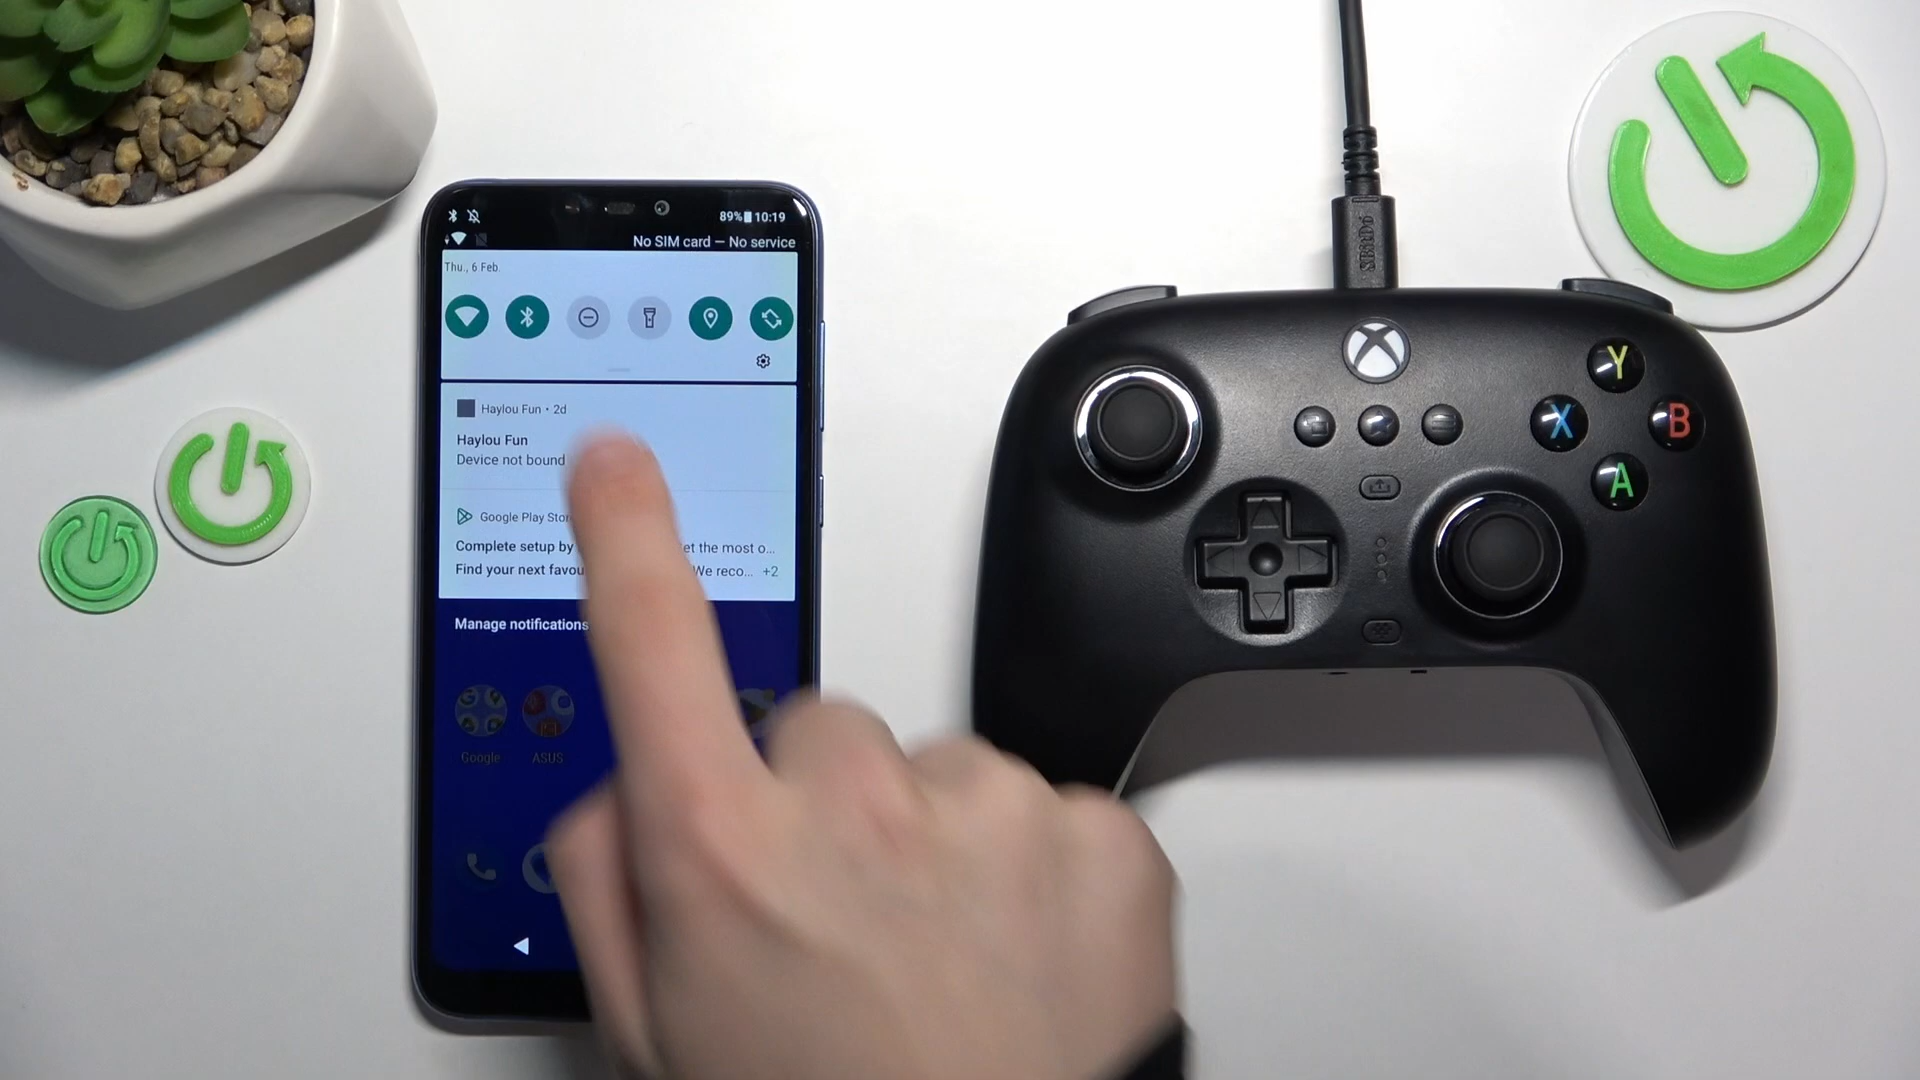 89% 10:19
No SIM card — No service
Thu., 6 Feb.
Haylou Fun • 2d
Haylou Fun
Device not bound
Google Play
Complete setup by et the most o...
Find your next We reco... +2
Manage notifications
Google
ASUS
8BitDo
Y
X
B
A